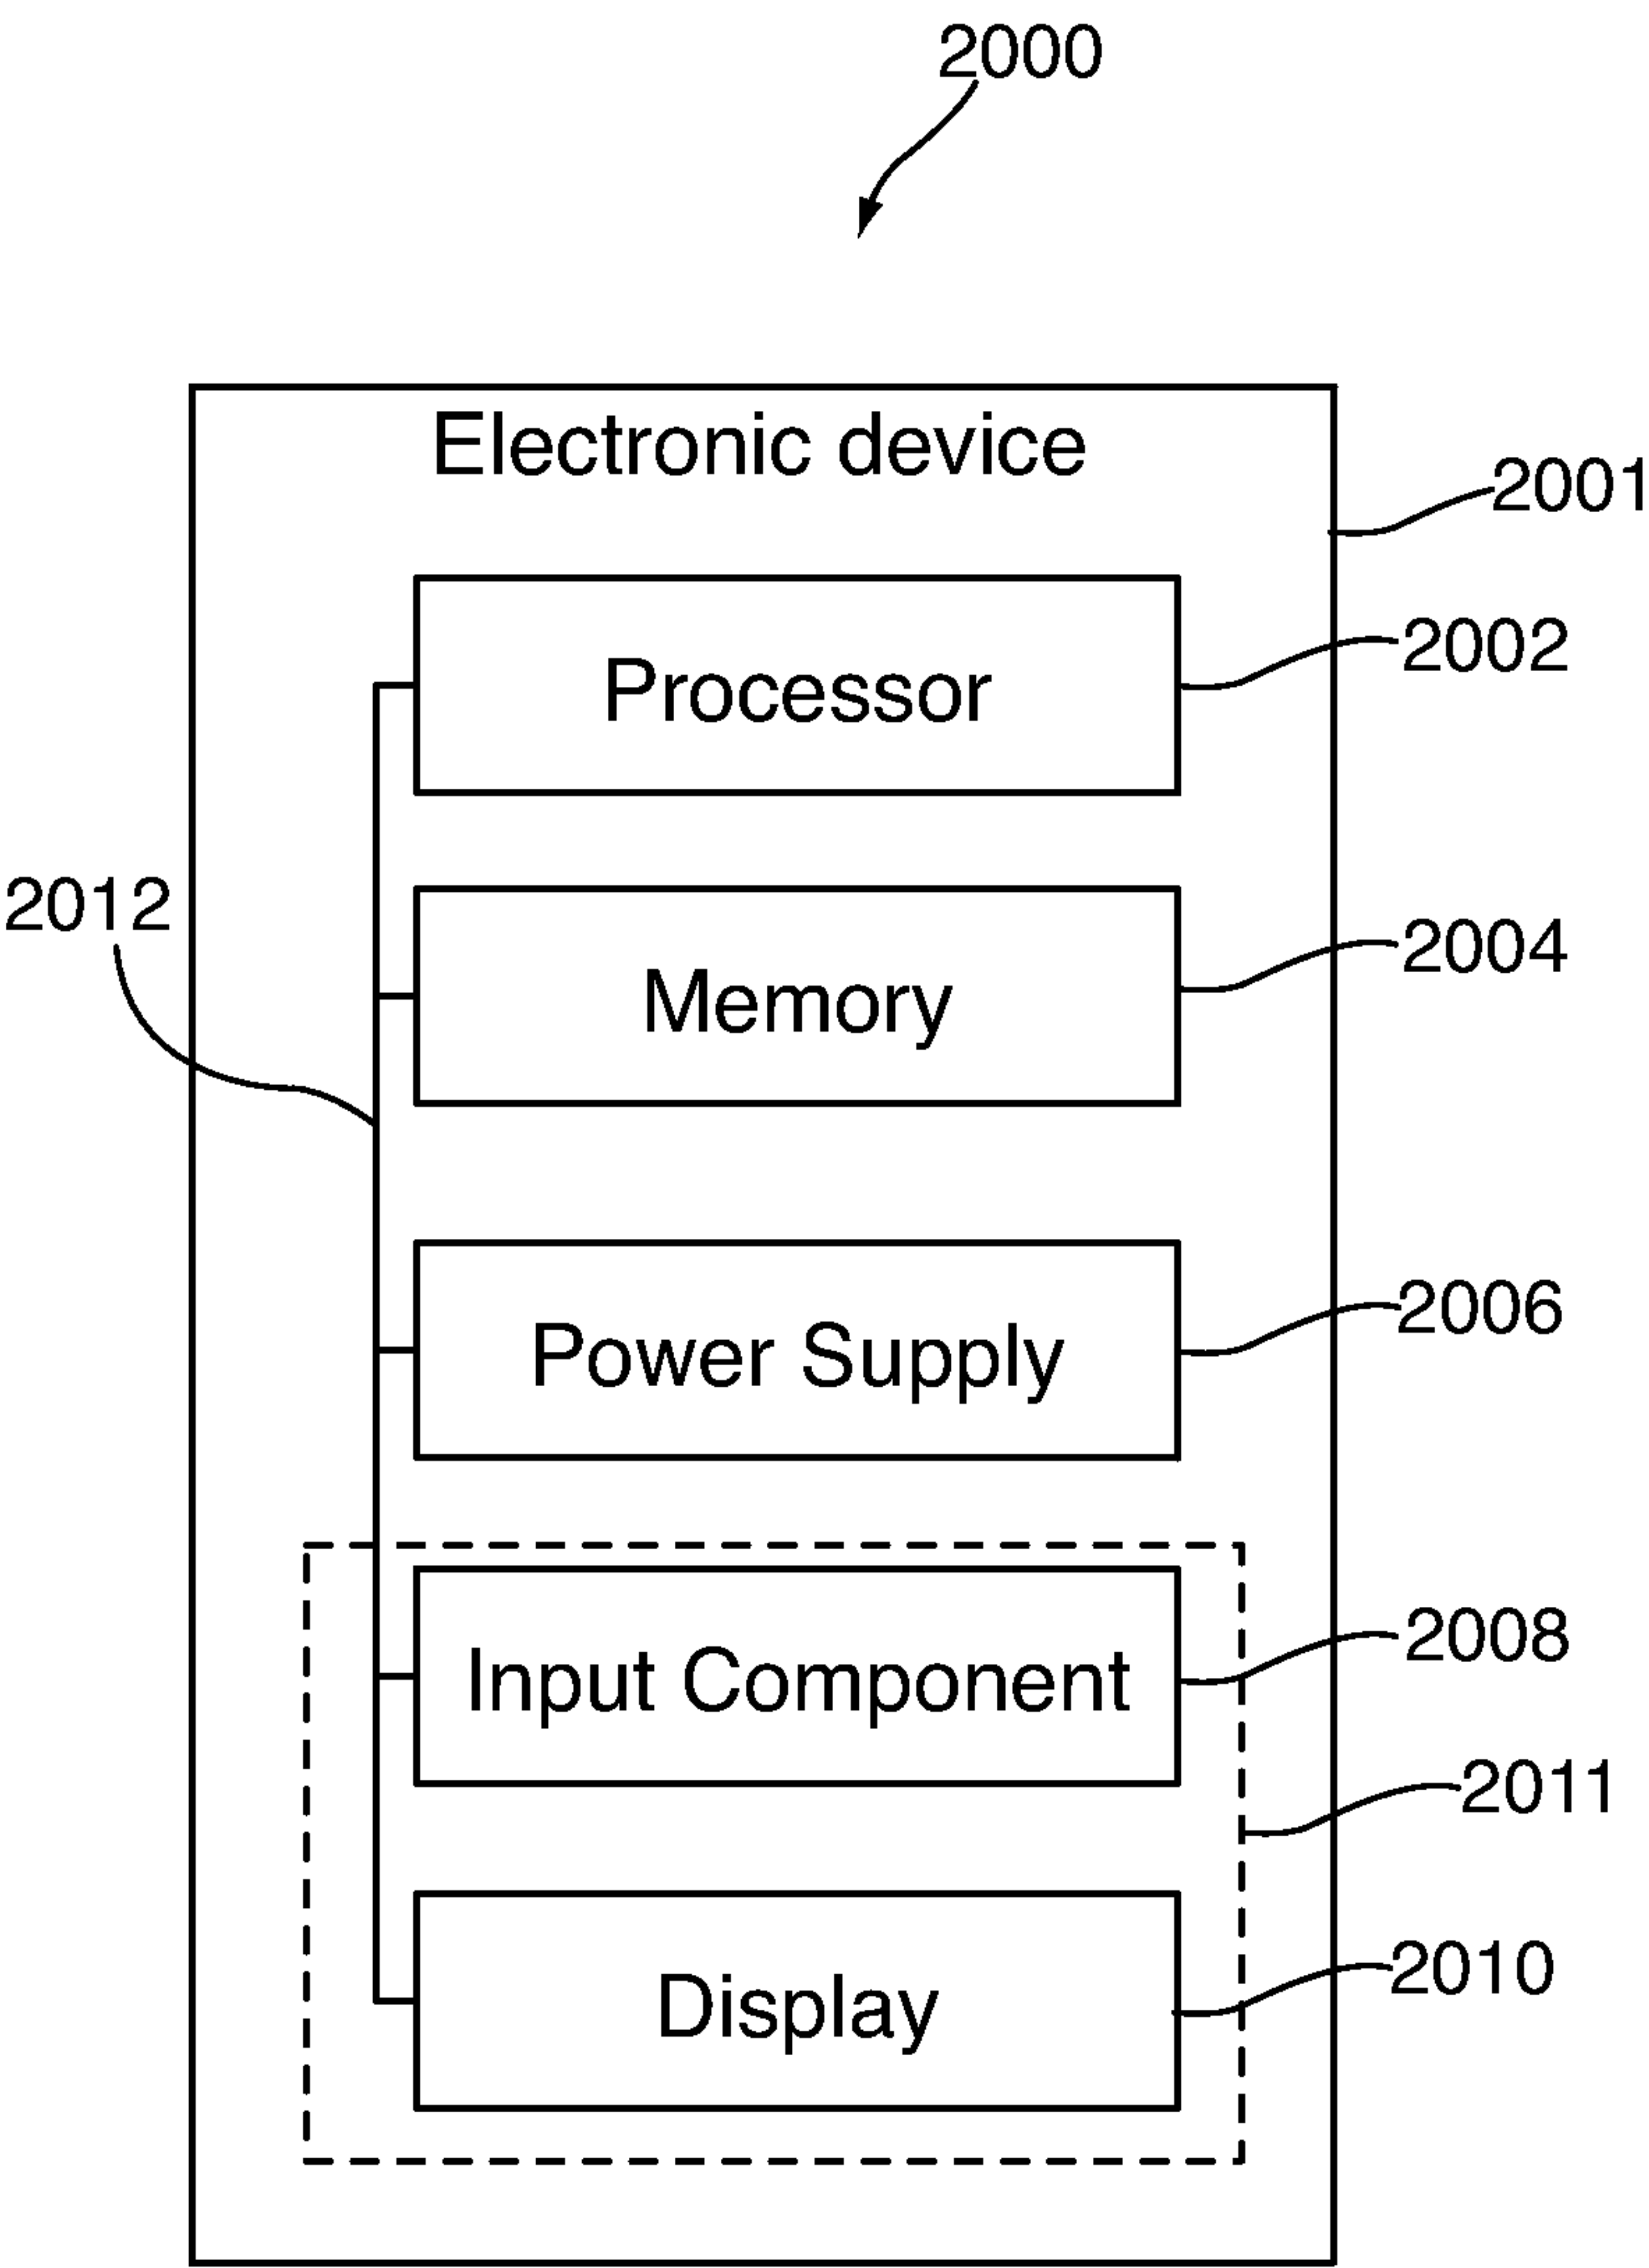 2000
Electronic device
2001
Processor
2002
2012
Memory
2004
Power Supply
2006
Input Component
2008
2011
Display
2010